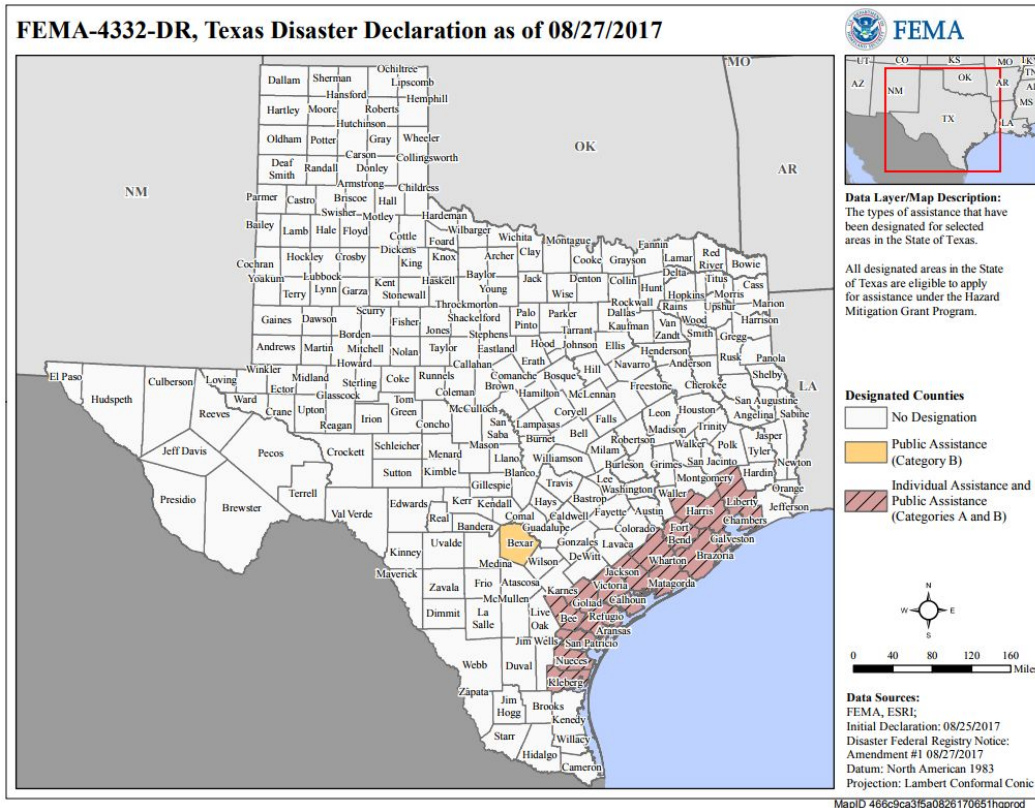 FEMA-4332-DR, Texas Disaster Declaration as of 08/27/2017
FEMA
MO
OK
AR
NM
LA
Ochiltree
Dallam Sherman Lipscomb
Hansford
Hemphill
Hartley Moore Roberts
Hutchinson
Oldham Potter Gray Wheeler
Carson
Collingsworth
Deaf
Smith
Randall Donley
Armstrong
Childress
Parmer Castro Briscoe Hall
Swisher
Motley
Hardeman
Bailey Lamb Hale Floyd
Cottle
Foard
Wilbarger
Wichita
Montague
Fannin
Dickens
Cochran
Hockley Crosby King Knox Archer Clay Cooke Grayson Lamar
Red
River
Bowie
Delta
Titus
Yoakum
Lubbock
Terry Lynn Garza Kent
Stonewall
Haskell
Baylor
Young
Jack
Wise
Denton Collin Hunt
Hopkins
Morris
Cass
Rockwall
Rains
Upshur
Marion
Throckmorton
Gaines Dawson
Scurry
Borden
Fisher
Jones
Shackelford
Stephens
Palo
Pinto
Parker
Tarrant
Dallas
Kaufman
Van
Zandt
Wood
Smith
Gregg
Harrison
Andrews Martin
Mitchell
Howard
Nolan Taylor
Callahan
Eastland
Hood Johnson Ellis
Henderson
Rusk
Panola
Erath
Navarro
Anderson
Cherokee
Shelby
El Paso
Hudspeth
Culberson
Loving
Winkler
Ector
Midland
Glasscock
Sterling
Coke
Runnels
Coleman
Brown
Comanche
Bosque
Hill
Hamilton McLennan
Freestone
Reeves
Ward
Crane
Upton
Reagan
Irion
Tom
Green
Concho
McCulloch
San
Saba
Lampasas
Coryell
Falls
Leon
Houston
San Augustine
Angelina Sabine
Jeff Davis
Pecos
Crockett
Schleicher
Menard
Mason
Llano
Burnet
Bell
Milam
Robertson
Madison
Walker
Trinity
Polk
Jasper
Tyler
Newton
Sutton
Kimble
Blanco
Williamson
Burleson
Grimes
San Jacinto
Hardin
Presidio
Brewster
Terrell
Val Verde
Edwards
Kerr
Gillespie
Kendall
Hays
Travis
Bastrop
Lee
Washington
Montgomery
Waller
Liberty
Orange
Jefferson
Real
Bandera
Comal
Guadalupe
Caldwell
Fayette
Austin
Harris
Chambers
Kinney
Uvalde
Medina
Bexar
Wilson
Gonzales
Lavaca
Colorado
Fort
Bend
Galveston
Brazoria
DeWitt
Wharton
Maverick
Zavala
Frio
Atascosa
Karnes
Victoria
Jackson
Matagorda
McMullen
Goliad
Calhoun
Dimmit
La
Salle
Live
Oak
Bee
Refugio
Aransas
Jim Wells
San Patricio
Webb
Duval
Nueces
Kleberg
Zapata
Jim
Hogg
Brooks
Kenedy
Starr
Willacy
Hidalgo
Cameron
UT CO KS MO
AZ NM OK AR
TX LA MS
Data Layer/Map Description:
The types of assistance that have
been designated for selected
areas in the State of Texas.
All designated areas in the State
of Texas are eligible to apply
for assistance under the Hazard
Mitigation Grant Program.
Designated Counties
No Designation
Public Assistance
(Category B)
Individual Assistance and
Public Assistance
(Categories A and B)
N
W E
S
0 40 80 120 160
Miles
Data Sources:
FEMA, ESRI;
Initial Declaration: 08/25/2017
Disaster Federal Registry Notice:
Amendment #1 08/27/2017
Datum: North American 1983
Projection: Lambert Conformal Conic
MapID 466c9ca3f5a0826170651hqprod